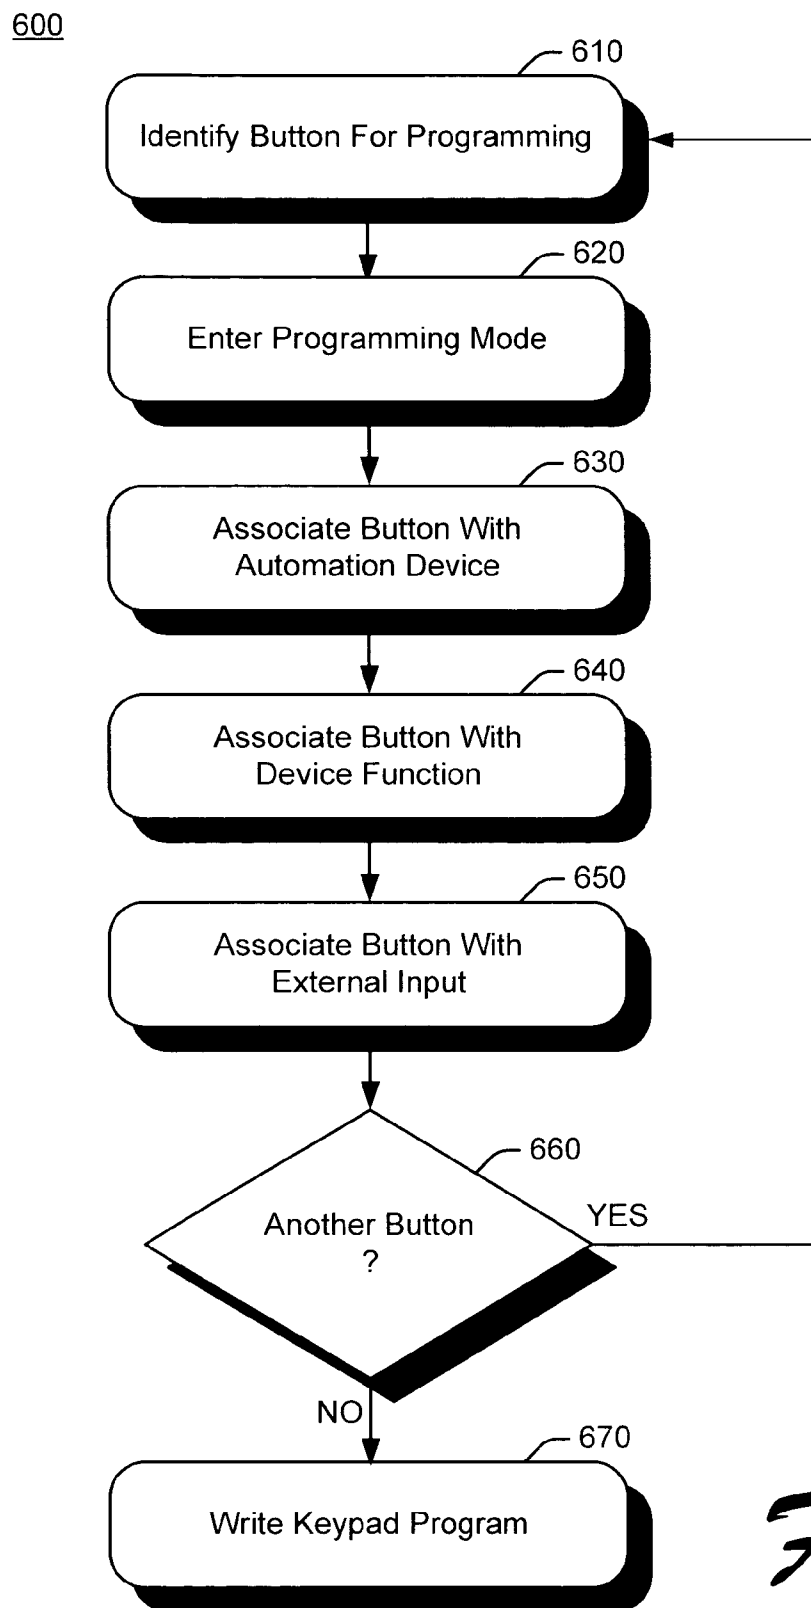 600
610
Identify Button For Programming
620
Enter Programming Mode
630
Associate Button With
Automation Device
640
Associate Button With
Device Function
650
Associate Button With
External Input
660
Another Button
?
YES
NO
670
Write Keypad Program